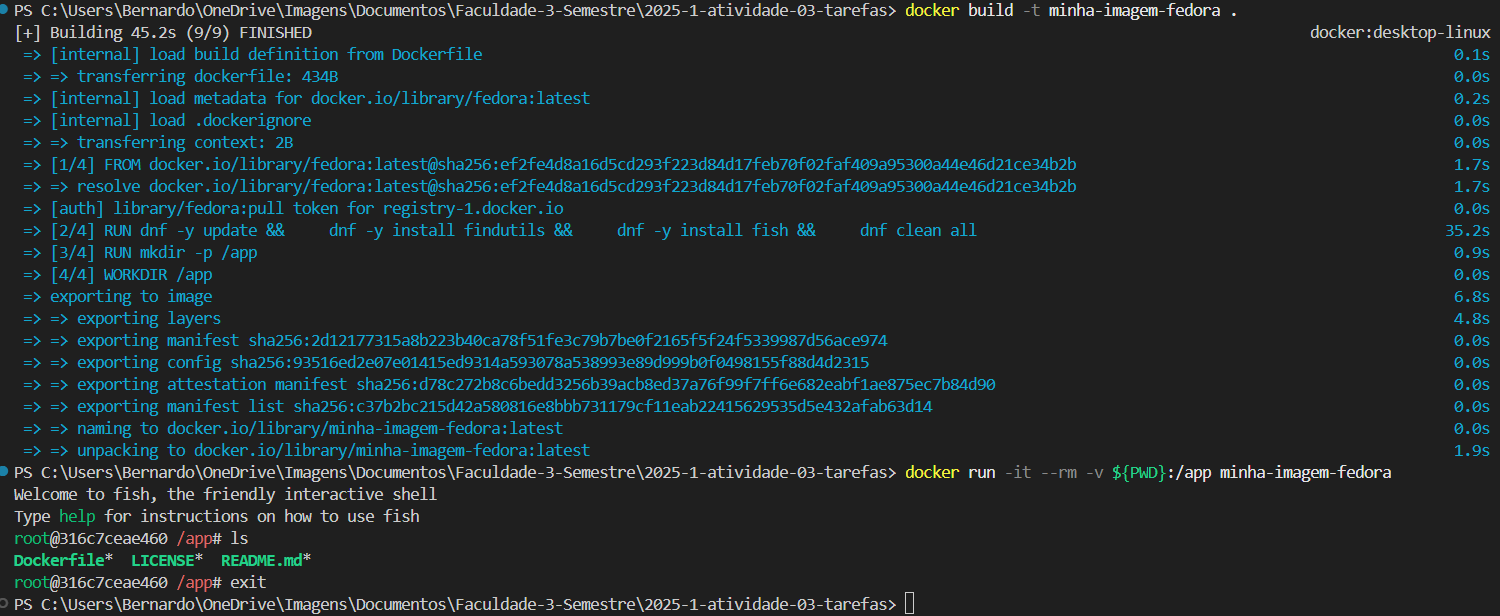 PS C:\Users\Bernardo\OneDrive\Imagens\Documentos\Faculdade-3-Semestre\2025-1-atividade-03-tarefas> docker build -t minha-imagem-fedora .
[+] Building 45.2s (9/9) FINISHED docker:desktop-linux
=> [internal] load build definition from Dockerfile 0.1s
=> => transferring dockerfile: 434B 0.0s
=> [internal] load metadata for docker.io/library/fedora:latest 0.2s
=> [internal] load .dockerignore 0.0s
=> => transferring context: 2B 0.0s
=> [1/4] FROM docker.io/library/fedora:latest@sha256:ef2fe4d8a16d5cd293f223d84d17feb70f02faf409a95300a44e46d21ce34b2b 1.7s
=> => resolve docker.io/library/fedora:latest@sha256:ef2fe4d8a16d5cd293f223d84d17feb70f02faf409a95300a44e46d21ce34b2b 1.7s
=> [auth] library/fedora:pull token for registry-1.docker.io 0.0s
=> [2/4] RUN dnf -y update &&     dnf -y install findutils &&     dnf -y install fish &&     dnf clean all 35.2s
=> [3/4] RUN mkdir -p /app 0.9s
=> [4/4] WORKDIR /app 0.0s
=> exporting to image 6.8s
=> => exporting layers 4.8s
=> => exporting manifest sha256:2d12177315a8b223b40ca78f51fe3c79b7be0f2165f5f24f5339987d56ace974 0.0s
=> => exporting config sha256:93516ed2e07e01415ed9314a593078a538993e89d999b0f0498155f88d4d2315 0.0s
=> => exporting attestation manifest sha256:d78c272b8c6bedd3256b39acb8ed37a76f99f7ff6e682eabf1ae875ec7b84d90 0.0s
=> => exporting manifest list sha256:c37b2bc215d42a580816e8bbb731179cf11eab22415629535d5e432afab63d14 0.0s
=> => naming to docker.io/library/minha-imagem-fedora:latest 0.0s
=> => unpacking to docker.io/library/minha-imagem-fedora:latest 1.9s
PS C:\Users\Bernardo\OneDrive\Imagens\Documentos\Faculdade-3-Semestre\2025-1-atividade-03-tarefas> docker run -it --rm -v ${PWD}:/app minha-imagem-fedora
Welcome to fish, the friendly interactive shell
Type help for instructions on how to use fish
root@316c7ceae460 /app# ls
Dockerfile*  LICENSE*  README.md*
root@316c7ceae460 /app# exit
PS C:\Users\Bernardo\OneDrive\Imagens\Documentos\Faculdade-3-Semestre\2025-1-atividade-03-tarefas>